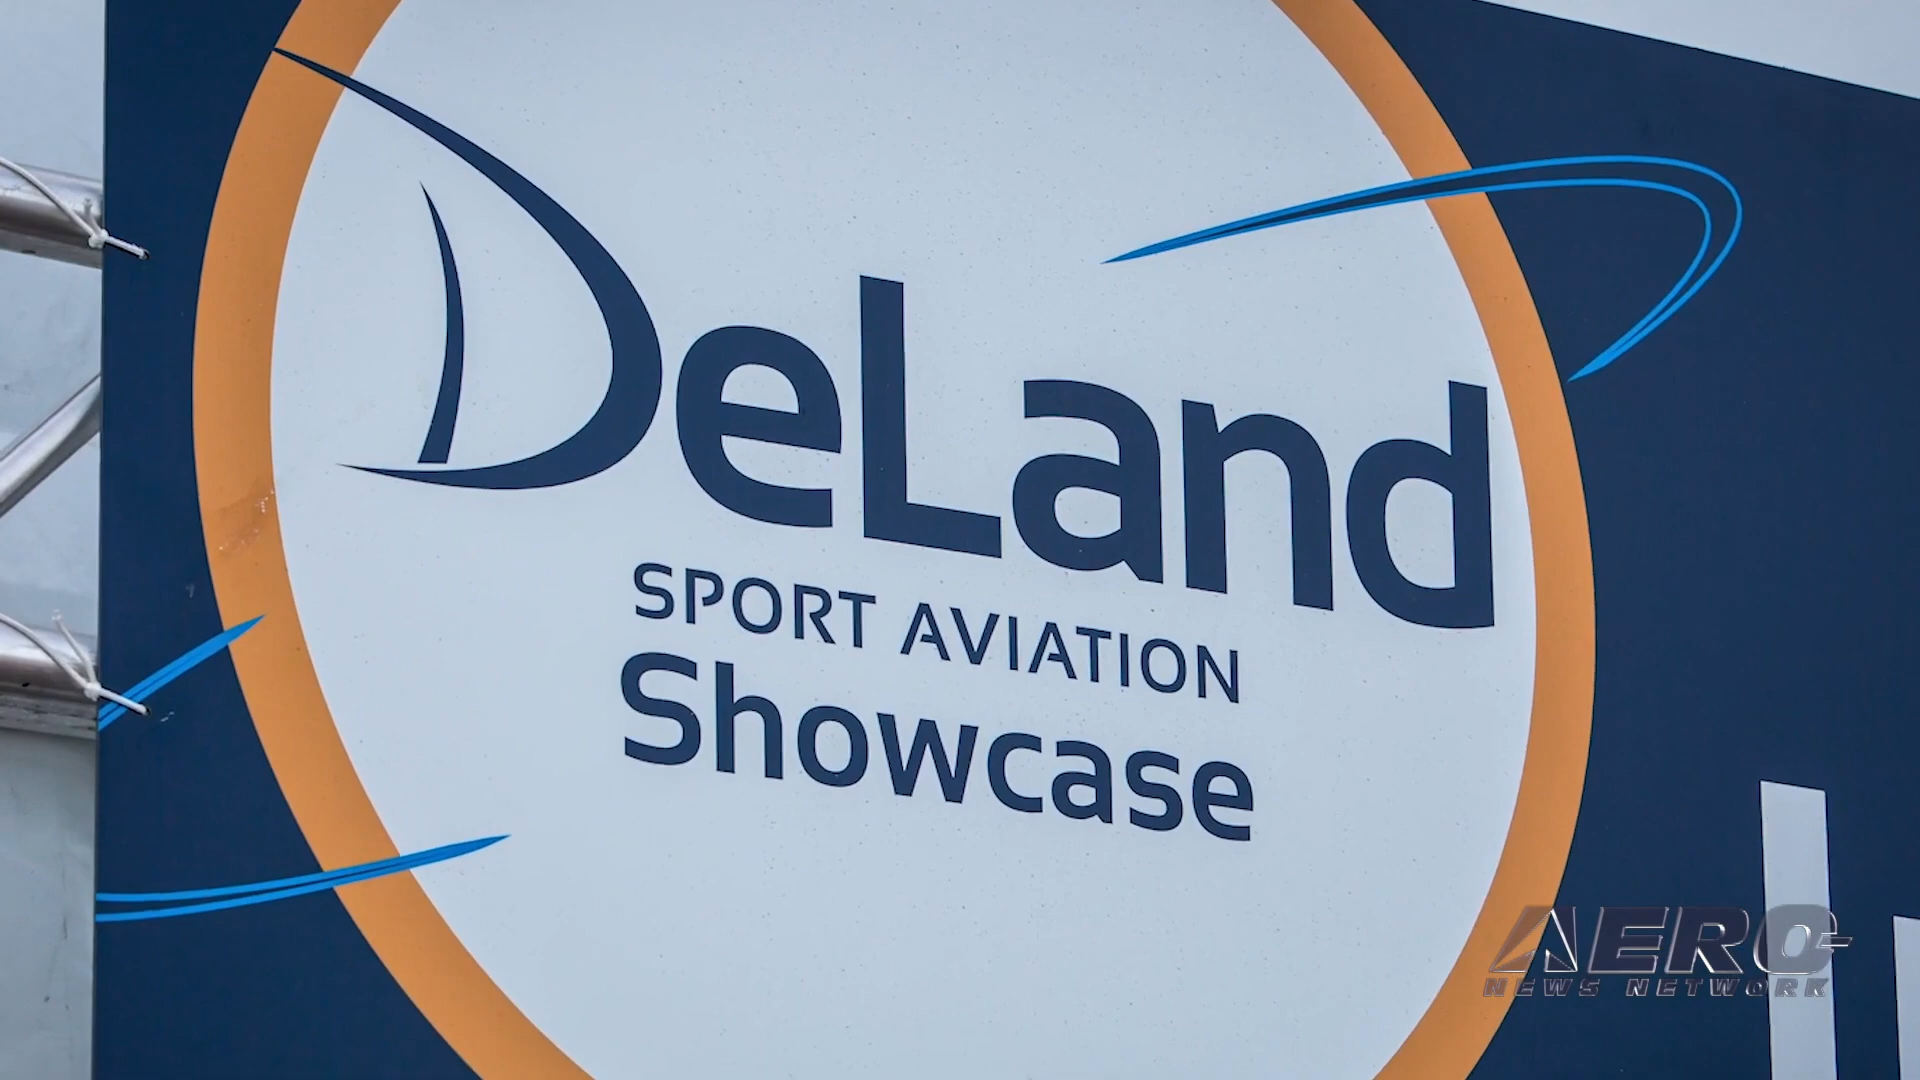 DeLand
SPORT AVIATION
Showcase
AERO-
NEWS NETWORK